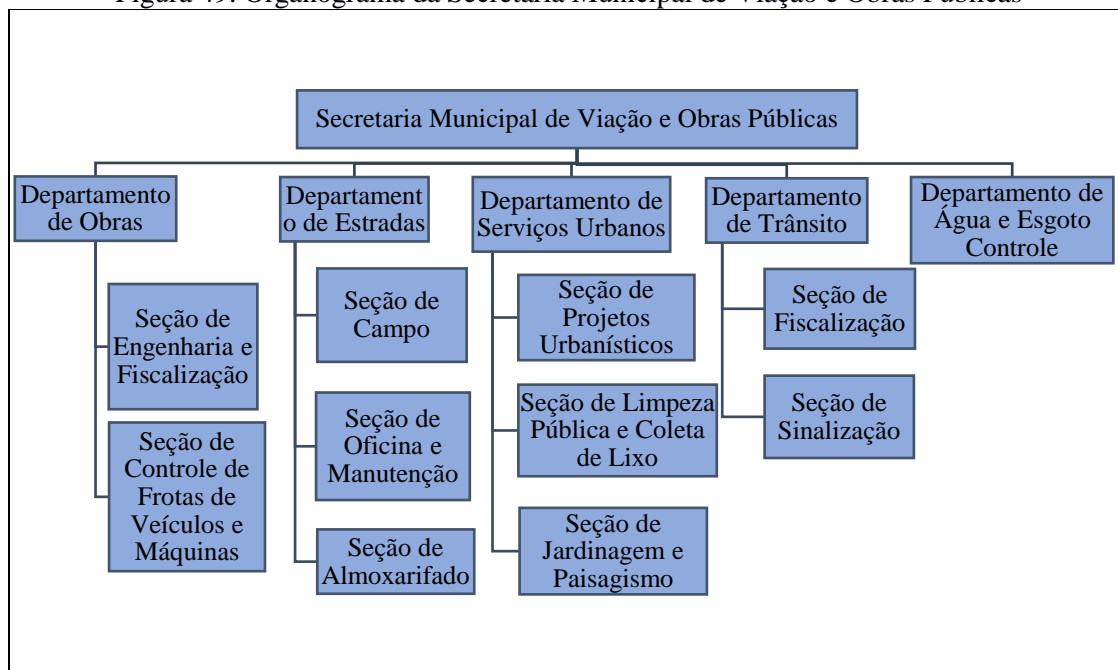 Figura 49. Organograma da Secretaria Municipal de Viação e Obras Públicas
Secretaria Municipal de Viação e Obras Públicas
Departamento
de Obras
Seção de
Engenharia e
Fiscalização
Seção de
Controle de
Frotas de
Veículos e
Máquinas
Departament
o de Estradas
Seção de
Campo
Seção de
Oficina e
Manutenção
Seção de
Almoxarifado
Departamento de
Serviços Urbanos
Seção de
Projetos
Urbanísticos
Seção de Limpeza
Pública e Coleta
de Lixo
Seção de
Jardinagem e
Paisagismo
Departamento
de Trânsito
Seção de
Fiscalização
Seção de
Sinalização
Departamento de
Água e Esgoto
Controle